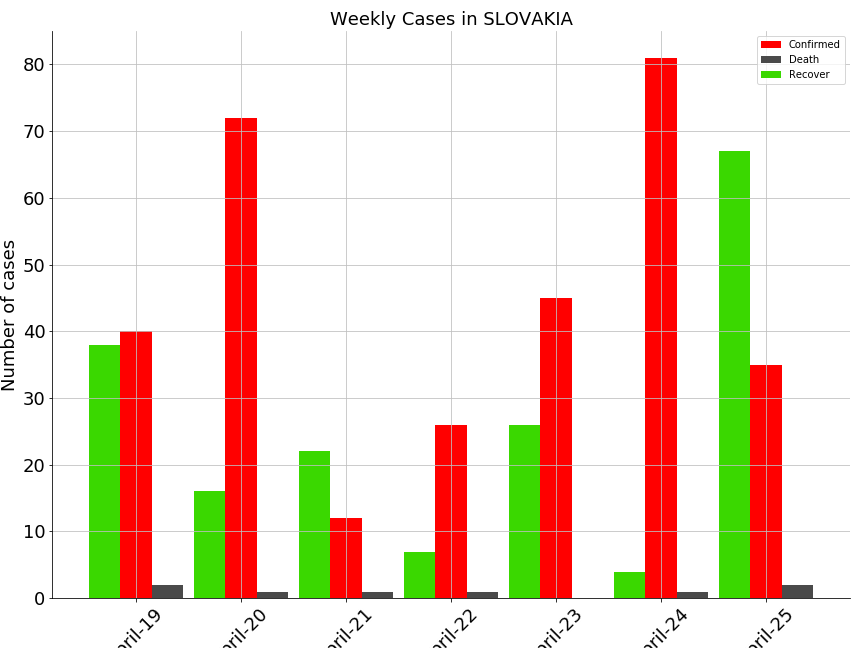 Weekly Cases in SLOVAKIA
Confirmed
Death
Recover
Number of cases
80
70
60
50
40
30
20
10
0
pril-19
pril-20
pril-21
pril-22
pril-23
pril-24
pril-25